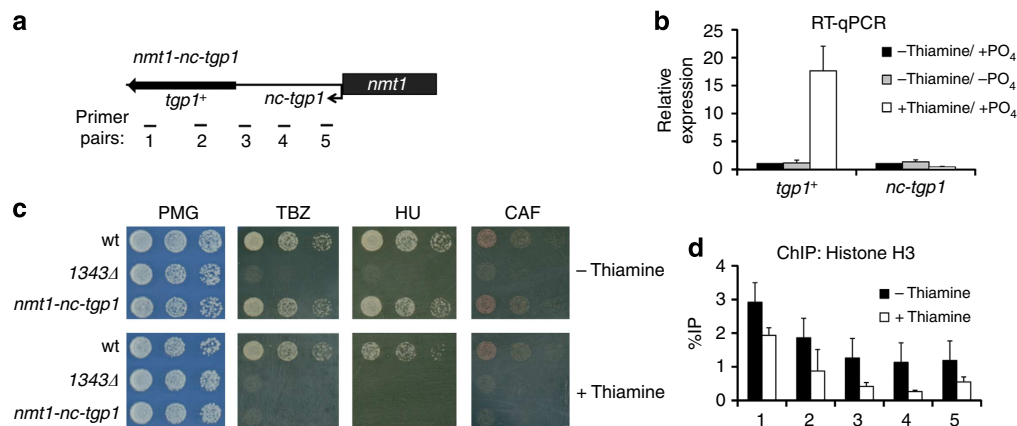 a
nmt1-nc-tgp1
tgp1+
nc-tgp1
nmt1
Primer
pairs:
1 2 3 4 5
b
RT-qPCR
Relative
expression
25
20
15
10
5
0
–Thiamine/ +PO4
–Thiamine/ –PO4
+Thiamine/ +PO4
tgp1+ nc-tgp1
c
PMG TBZ HU CAF
wt
1343Δ
nmt1-nc-tgp1
– Thiamine
wt
1343Δ
nmt1-nc-tgp1
+ Thiamine
d
ChIP: Histone H3
%IP
4
3
2
1
0
– Thiamine
+ Thiamine
1 2 3 4 5